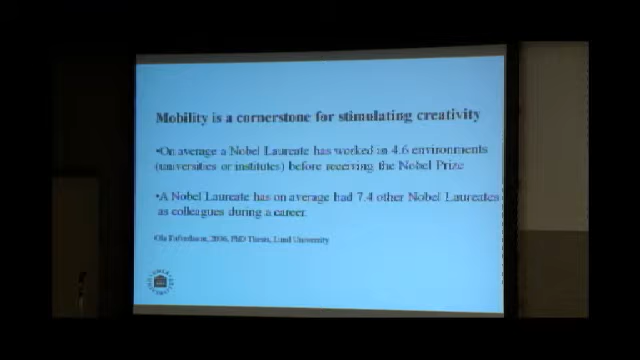 Mobility is a cornerstone for stimulating creativity
•On average a Nobel Laureate has worked in 4.6 environments
(universities or institutes) before receiving the Nobel Prize
•A Nobel Laureate has on average had 7.4 other Nobel Laureates
as colleagues during a career.
2006, PhD Thesis, Lund University